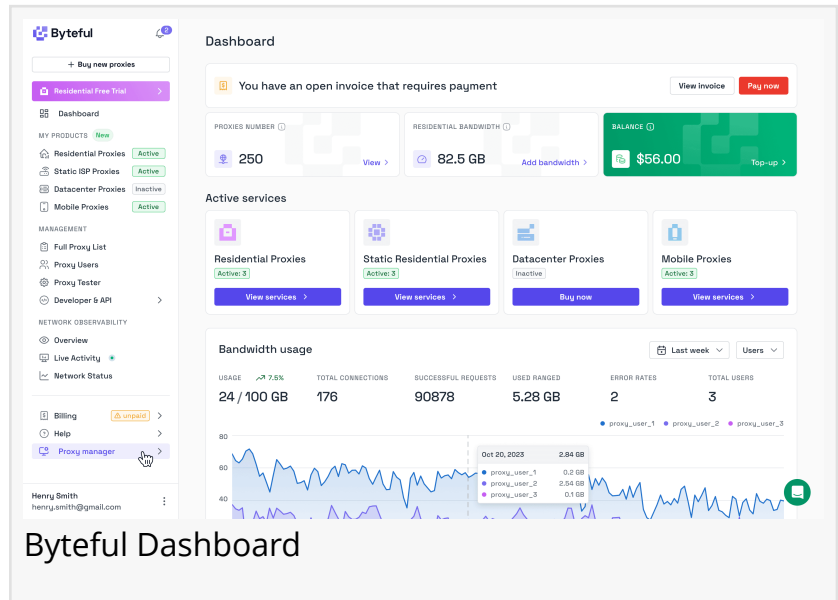 Byteful
2
+ Buy new proxies
Residential Free Trial
Dashboard
MY PRODUCTS New
Residential Proxies Active
Static ISP Proxies Active
Datacenter Proxies Inactive
Mobile Proxies Active
MANAGEMENT
Full Proxy List
Proxy Users
Proxy Tester
Developer & API
NETWORK OBSERVABILITY
Overview
Live Activity
Network Status
Billing unpaid
Help
Proxy manager
Henry Smith
henry.smith@gmail.com
Dashboard
You have an open invoice that requires payment
View invoice Pay now
PROXIES NUMBER
250 View
RESIDENTIAL BANDWIDTH
82.5 GB Add bandwidth
BALANCE
$56.00 Top-up
Active services
Residential Proxies
Active: 3
View services
Static Residential Proxies
Active: 3
View services
Datacenter Proxies
Inactive
Buy now
Mobile Proxies
Active: 3
View services
Bandwidth usage Last week Users
USAGE 7.5% TOTAL CONNECTIONS SUCCESSFUL REQUESTS USED RANGED ERROR RATES TOTAL USERS
24 / 100 GB 176 90878 5.28 GB 2 3
proxy_user_1 proxy_user_2 proxy_user_3
80
60
40
Oct 20, 2023 2.84 GB
proxy_user_1 0.2 GB
proxy_user_2 2.54 GB
proxy_user_3 0.1 GB
Byteful Dashboard